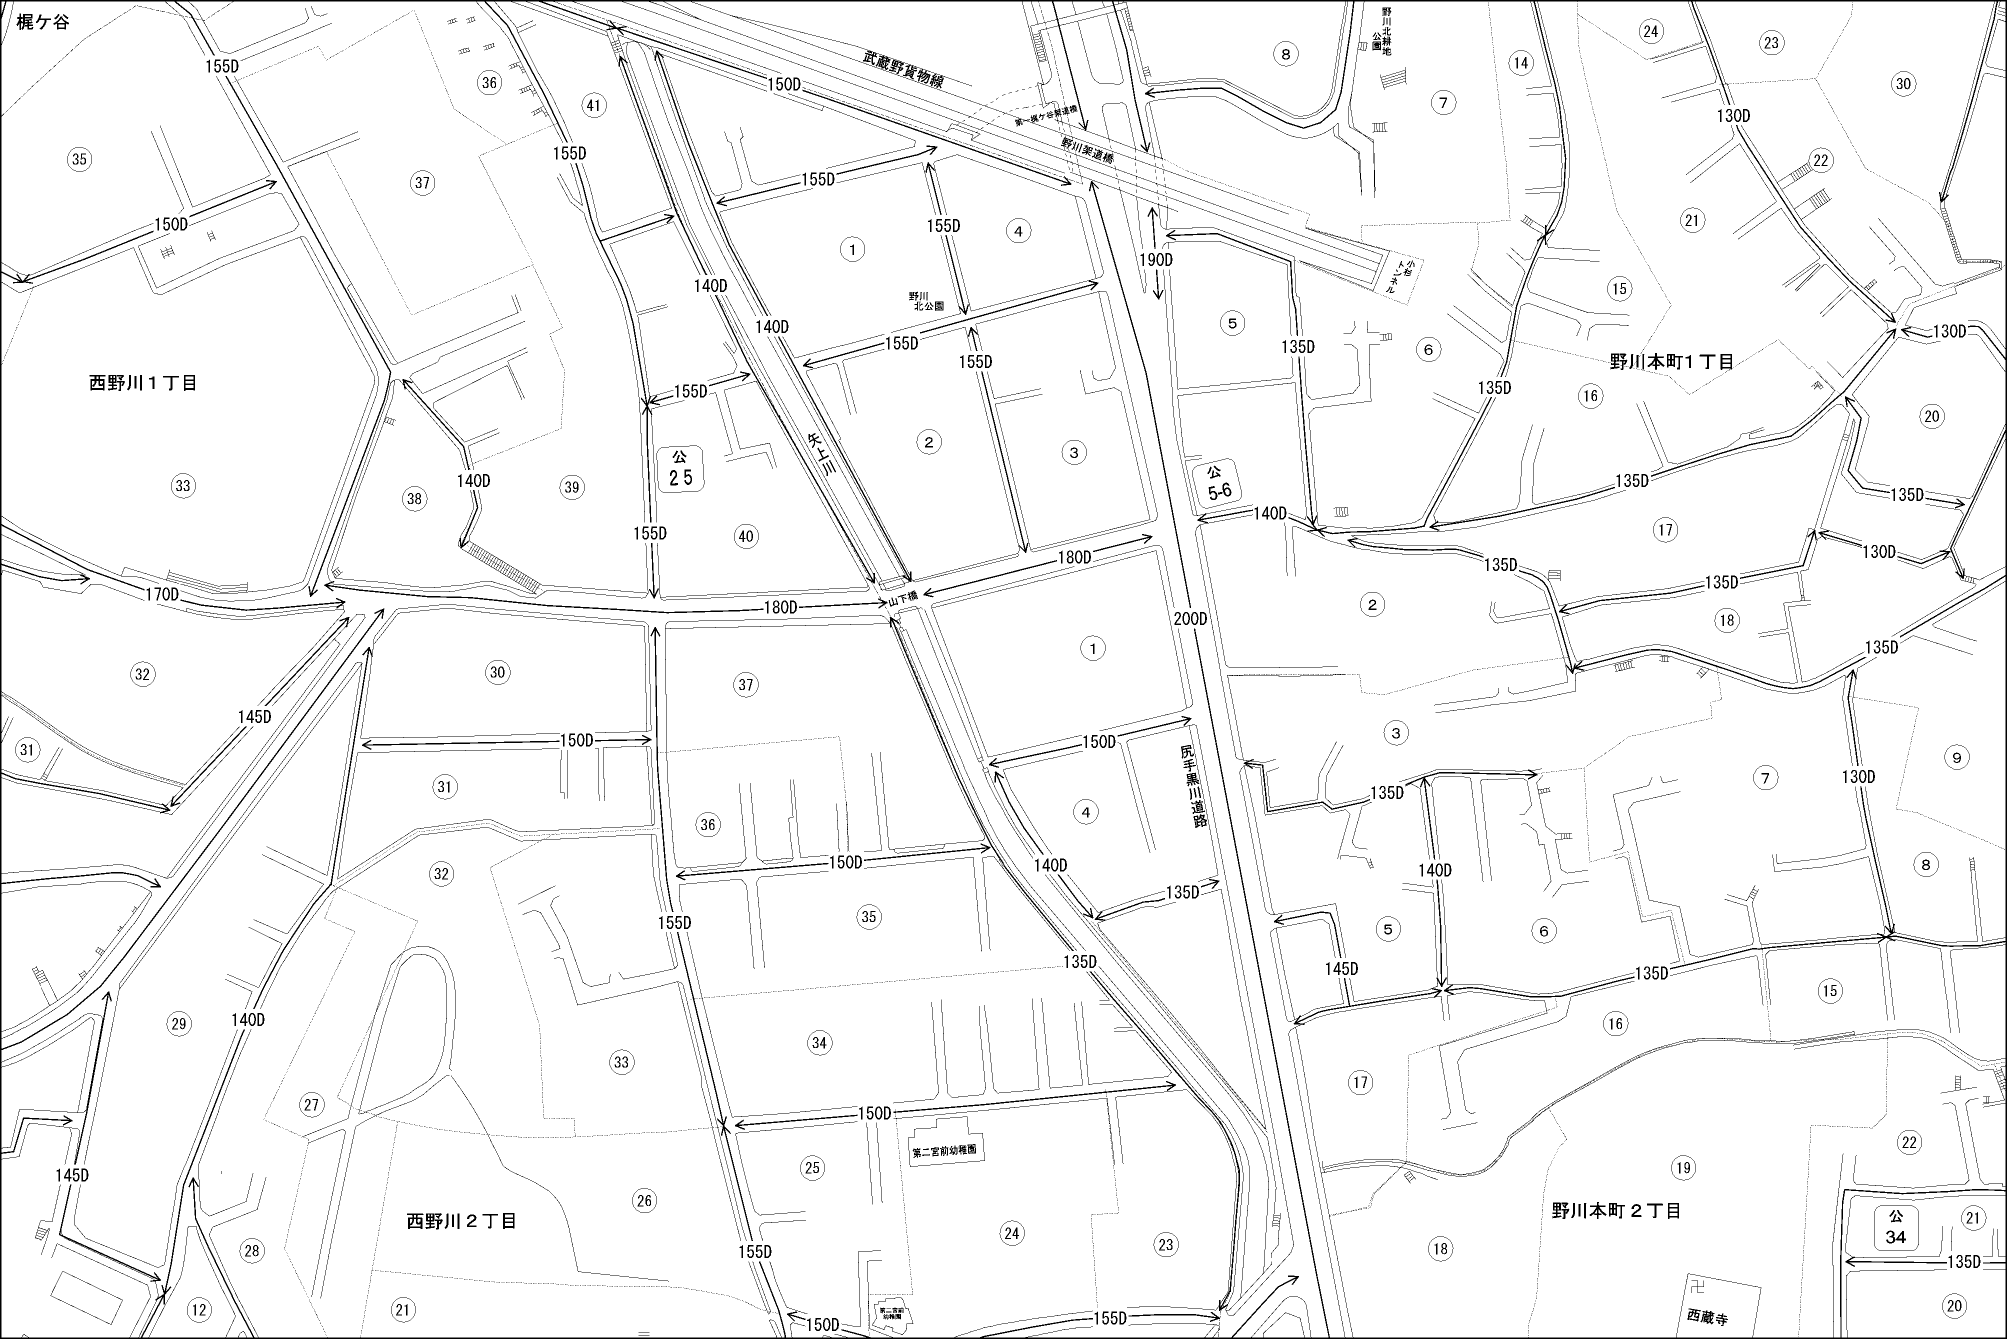 梶ケ谷
155D
36
41
武蔵野貨物線
150D
第一梶ケ谷架道橋
野川架道橋
8
野川北耕地
公園
7
14
24
23
30
130D
22
21
35
37
155D
155D
150D
155D
1
4
190D
小杉
トンネル
15
140D
野川
北公園
140D
155D
155D
5
135D
6
野川本町1丁目
130D
西野川1丁目
155D
135D
16
20
矢上川
2
3
公
25
公
5-6
33
38
140D
39
155D
40
140D
135D
135D
17
130D
170D
180D
山下橋
180D
200D
135D
135D
2
18
135D
32
30
37
1
145D
31
150D
150D
尻手黒川道路
3
7
130D
9
31
36
150D
4
140D
135D
135D
140D
8
32
35
155D
135D
5
6
145D
135D
15
29
140D
33
34
16
17
27
150D
第二宮前幼稚園
25
145D
26
西野川2丁目
155D
24
23
28
12
21
第二宮前
幼稚園
150D
155D
19
22
野川本町2丁目
18
公
34
21
135D
西蔵寺
20